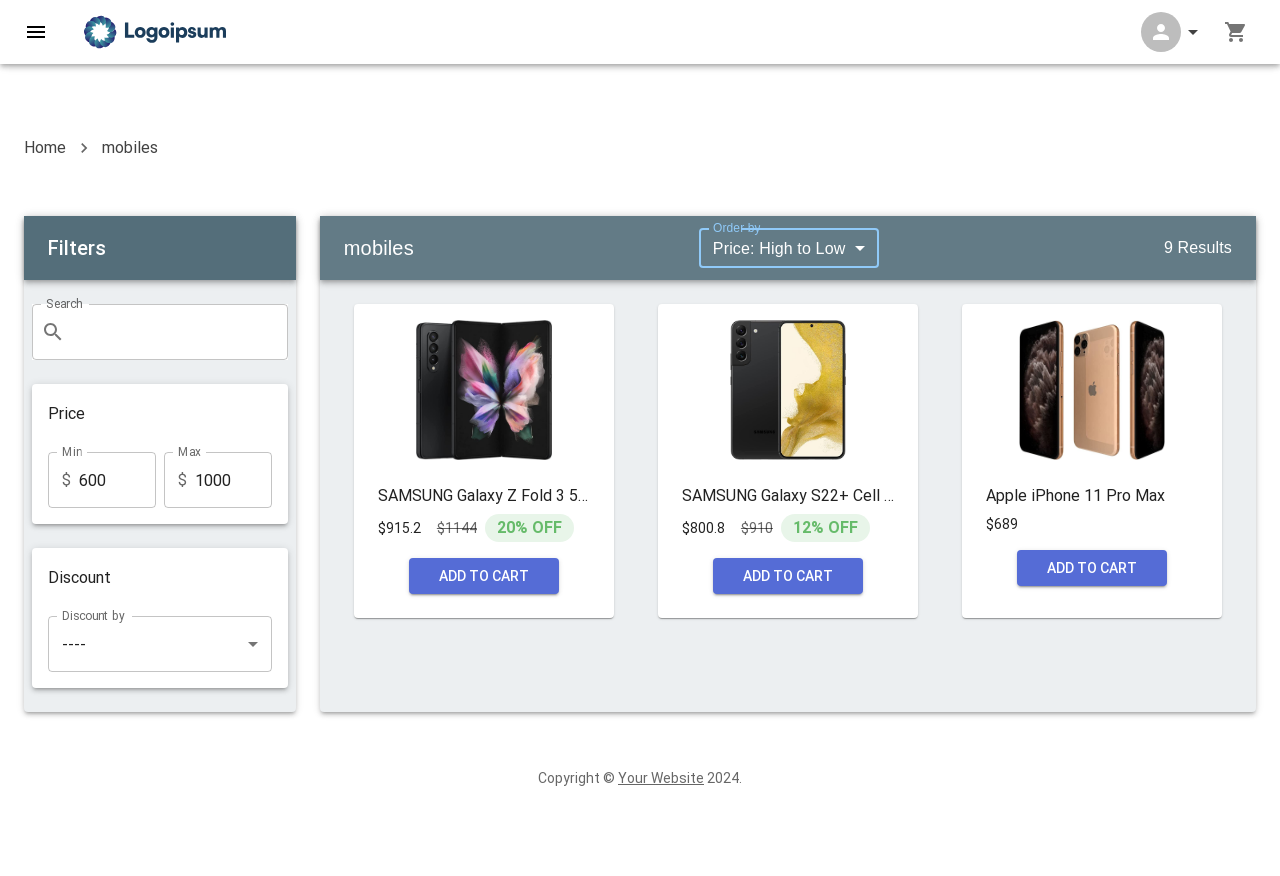 Logoipsum
Home > mobiles
Filters
Search
Price
Min
$ 600
Max
$ 1000
Discount
Discount by
----
mobiles
Order by
Price: High to Low
9 Results
SAMSUNG Galaxy Z Fold 3 5...
$915.2 $1144 20% OFF
ADD TO CART
SAMSUNG Galaxy S22+ Cell ...
$800.8 $910 12% OFF
ADD TO CART
Apple iPhone 11 Pro Max
$689
ADD TO CART
Copyright © Your Website 2024.